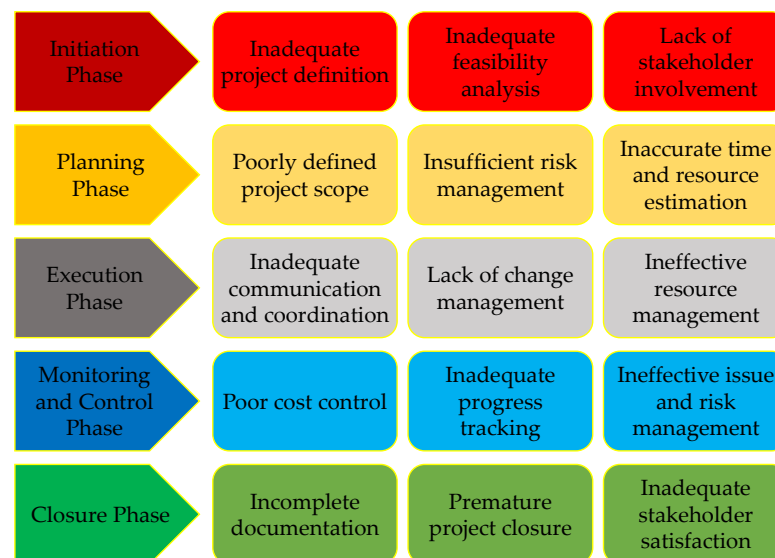 Initiation
Phase
Inadequate
project definition
Inadequate
feasibility
analysis
Lack of
stakeholder
involvement
Planning
Phase
Poorly defined
project scope
Insufficient risk
management
Inaccurate time
and resource
estimation
Execution
Phase
Inadequate
communication
and coordination
Lack of change
management
Ineffective
resource
management
Monitoring
and Control
Phase
Poor cost control
Inadequate
progress
tracking
Ineffective issue
and risk
management
Closure Phase
Incomplete
documentation
Premature
project closure
Inadequate
stakeholder
satisfaction